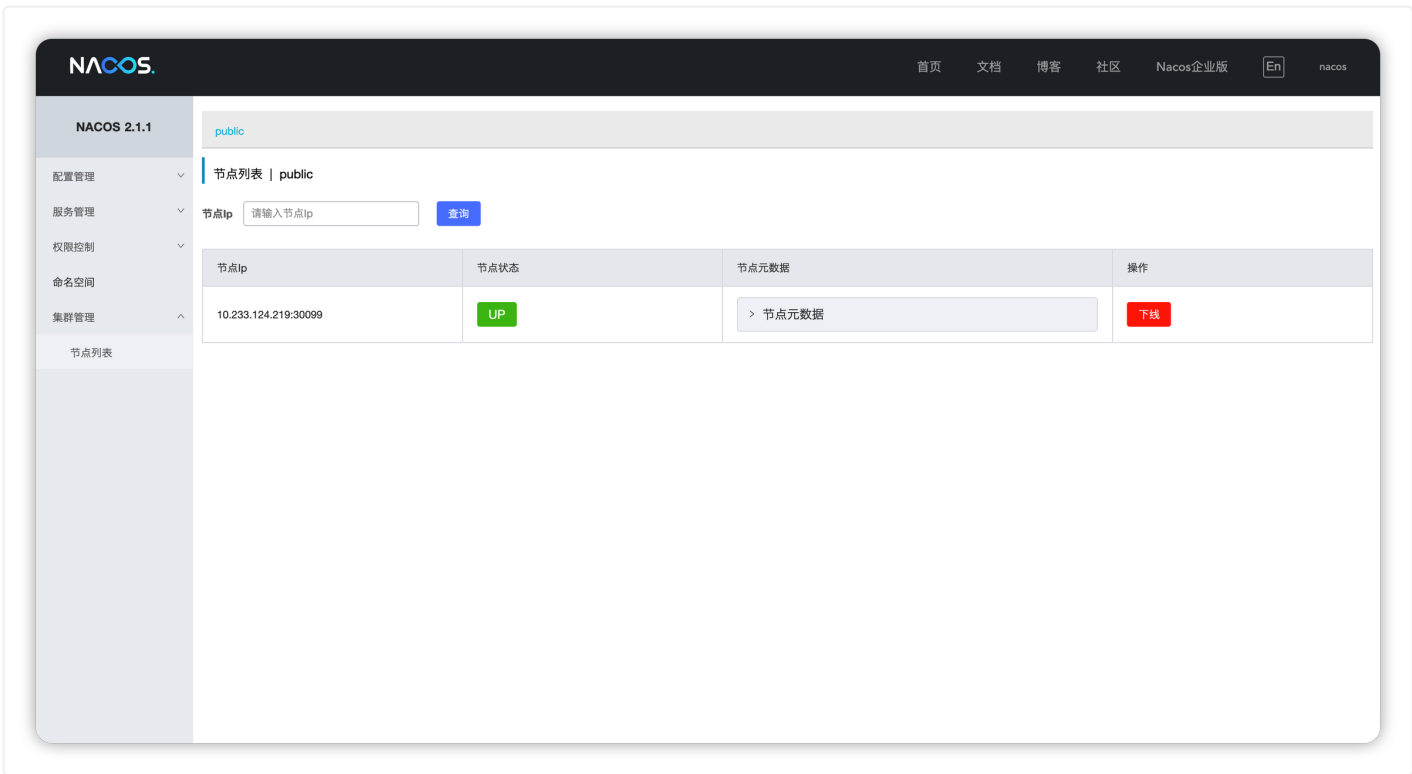 NACOS.
首页 文档 博客 社区 Nacos企业版 En nacos
NACOS 2.1.1
配置管理
服务管理
权限控制
命名空间
集群管理
节点列表
public
节点列表 | public
节点Ip 请输入节点Ip 查询
节点Ip 节点状态 节点元数据 操作
10.233.124.219:30099 UP > 节点元数据 下线